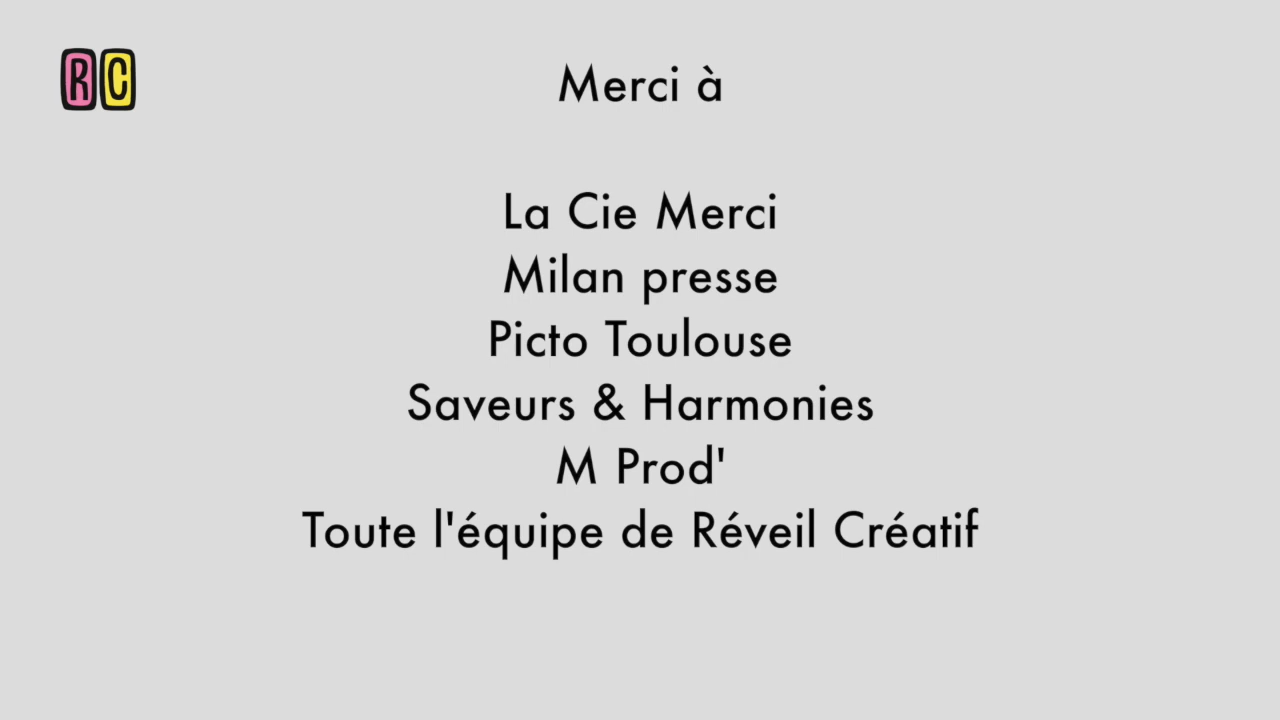 RC
Merci à
La Cie Merci
Milan presse
Picto Toulouse
Saveurs & Harmonies
M Prod'
Toute l'équipe de Réveil Créatif